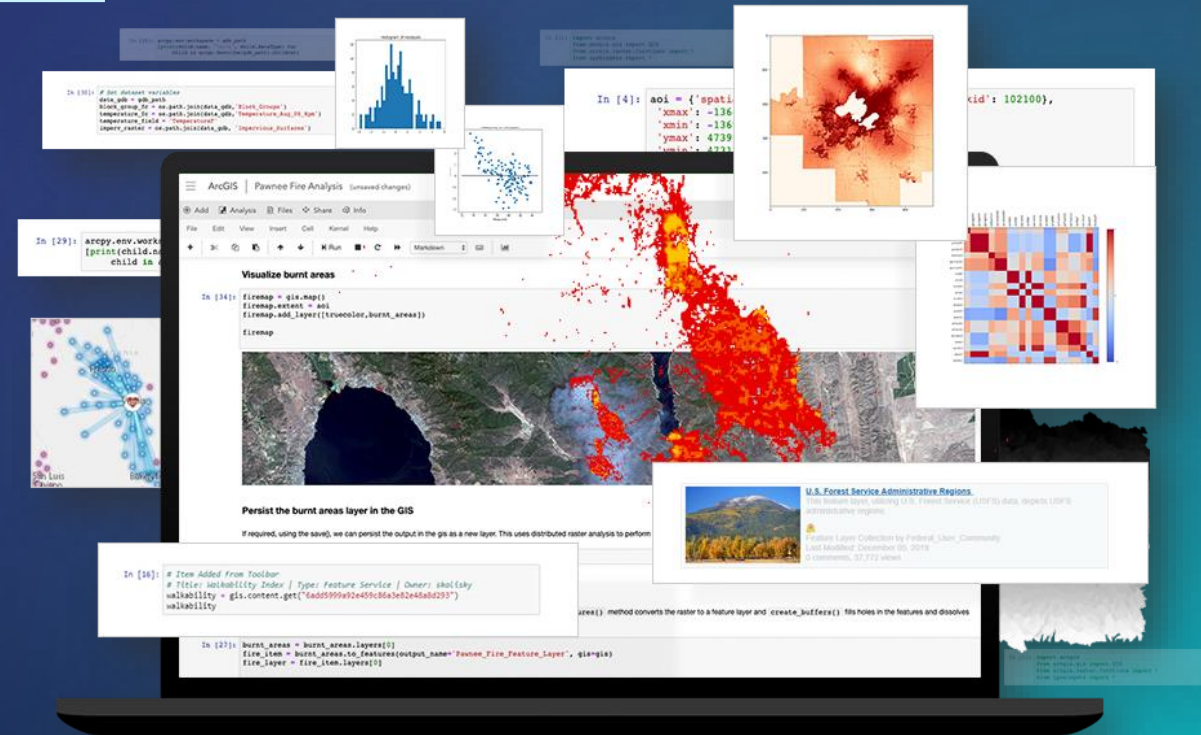 In [30]: # Set dataset variables
data_gdb = gdb_path
block_group_fc = os.path.join(data_gdb,'Block_Groups')
temperature_fc = os.path.join(data_gdb,'Temperature_Aug_08_8pm')
temperature_field = 'TemperatureF'
imperv_raster = os.path.join(data_gdb, 'Impervious_Surfaces')
In [4]: aoi = {'spati
kid': 102100},
'xmax': -136
'xmin': -136
'ymax': 4739
'ymin': 4731
ArcGIS | Pawnee Fire Analysis (unsaved changes)
Add Analysis Files Share Info
File Edit View Insert Cell Kernel Help
Run Markdown
In [29]: arcpy.env.work
[print(child.na
child in
Visualize burnt areas
In [34]: firemap = gis.map()
firemap.extent = aoi
firemap.add_layer([truecolor,burnt_areas])
firemap
San Luis
U.S. Forest Service Administrative Regions
This feature layer, utilizing U.S. Forest Service (USFS) data, depicts USFS
administrative regions
Feature Layer Collection by Federal_User_Community
Last Modified: December 05, 2019
0 comments, 37,772 views
Persist the burnt areas layer in the GIS
If required, using the save(), we can persist the output in the gis as a new layer. This uses distributed raster analysis to perform
In [16]: # Item Added From Toolbar
# Title: Walkability Index | Type: Feature Service | Owner: skolisky
walkability = gis.content.get("6add5999a92e459c86a3e82e48a8d293")
walkability
ures() method converts the raster to a feature layer and create_buffers() fills holes in the features and dissolves
In [27]: burnt_areas = burnt_areas.layers[0]
fire_item = burnt_areas.to_features(output_name='Pawnee_Fire_Feature_Layer', gis=gis)
fire_layer = fire_item.layers[0]